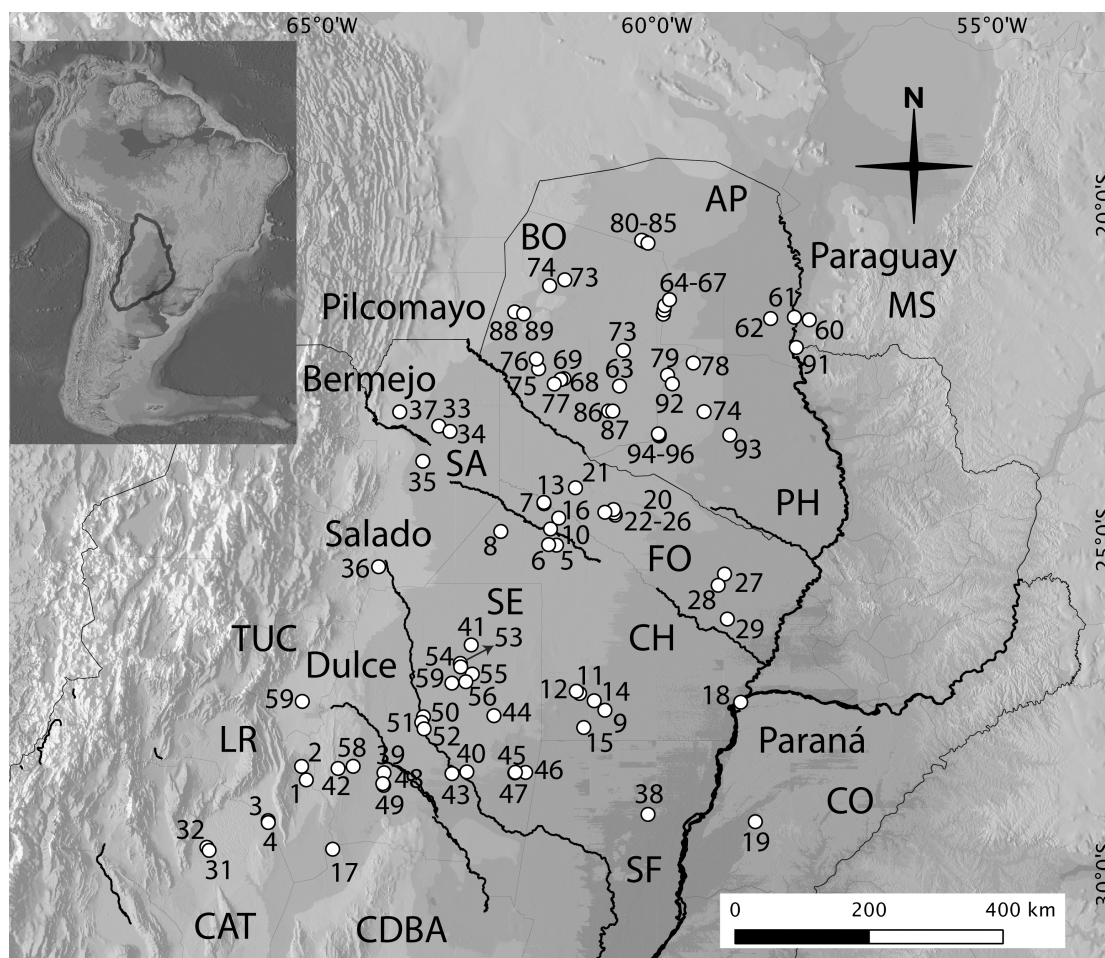 65°0'W 60°0'W 55°0'W
N
20°0'S
AP
80-85
BO
Paraguay
74 73
64-67
MS
Pilcomayo
61
62 60
88 89
73
91
76 69
79 78
63
Bermejo
75 68
77
92
37 33
86 74
87
34
94-96 93
SA
35
21
13
PH
7 16 20
22-26
Salado
8 10
25°0'S
6 5
FO
36
27
28
SE
29
41 53
CH
TUC
54
Dulce
55
59 11
12 14
56
59
18
50 44
51 9
52 15
LR
Paraná
2 58 39 40 45 46
42 48
1 43 47
49
CO
3 38
32 4
19
31 17
SF
30°0'S
CAT
CDBA
0 200 400 km